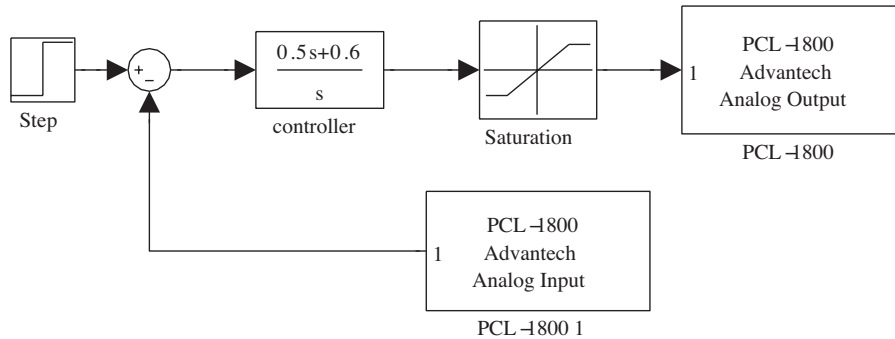 PCL-1800
Advantech
Analog Output
1
PCL-1800
+
-
0.5s+0.6
s
controller
Step
Saturation
PCL-1800
Advantech
Analog Input
1
PCL-1800 1